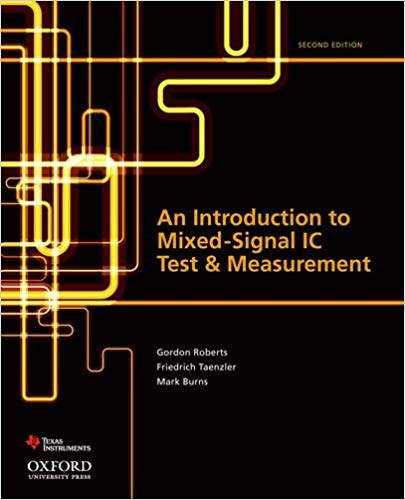 SECOND EDITION
An Introduction to
Mixed-Signal IC
Test & Measurement
Gordon Roberts
Friedrich Taenzler
Mark Burns
TEXAS
INSTRUMENTS
OXFORD
UNIVERSITY PRESS